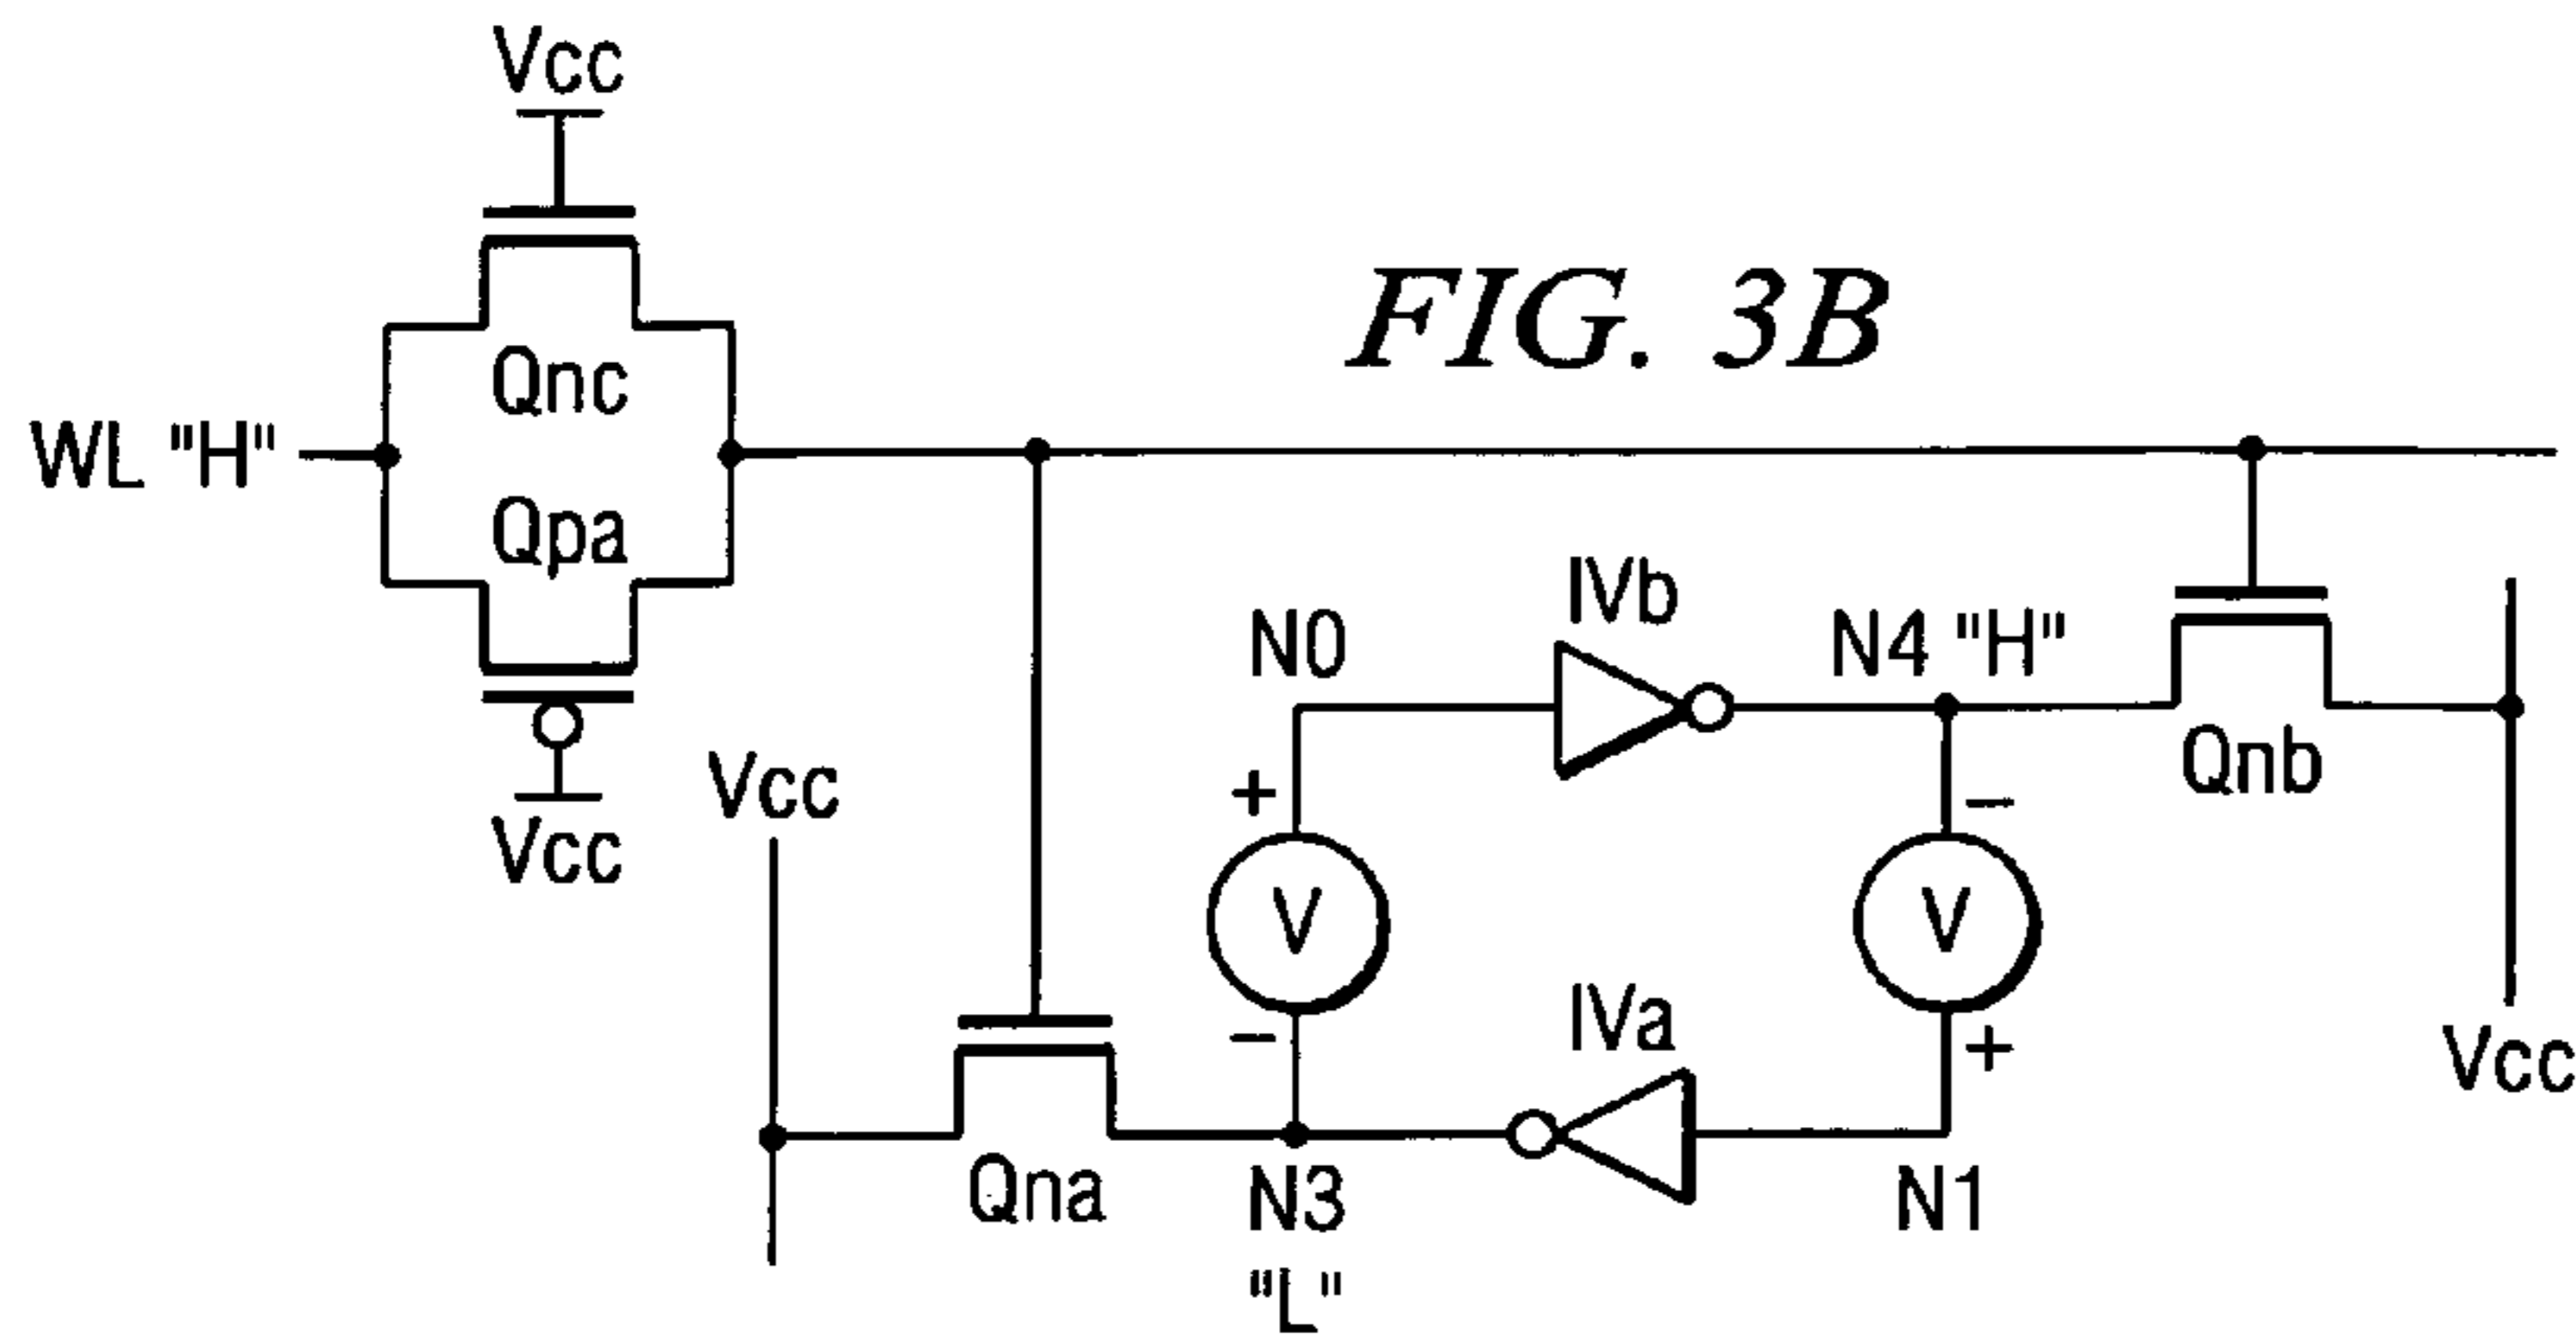 Vcc
Qnc
FIG. 3B
WL "H"
Qpa
Vcc
Vcc
N0
+
V
−
IVb
N4 "H"
−
V
+
Qnb
Vcc
Qna
N3
"L"
IVa
N1